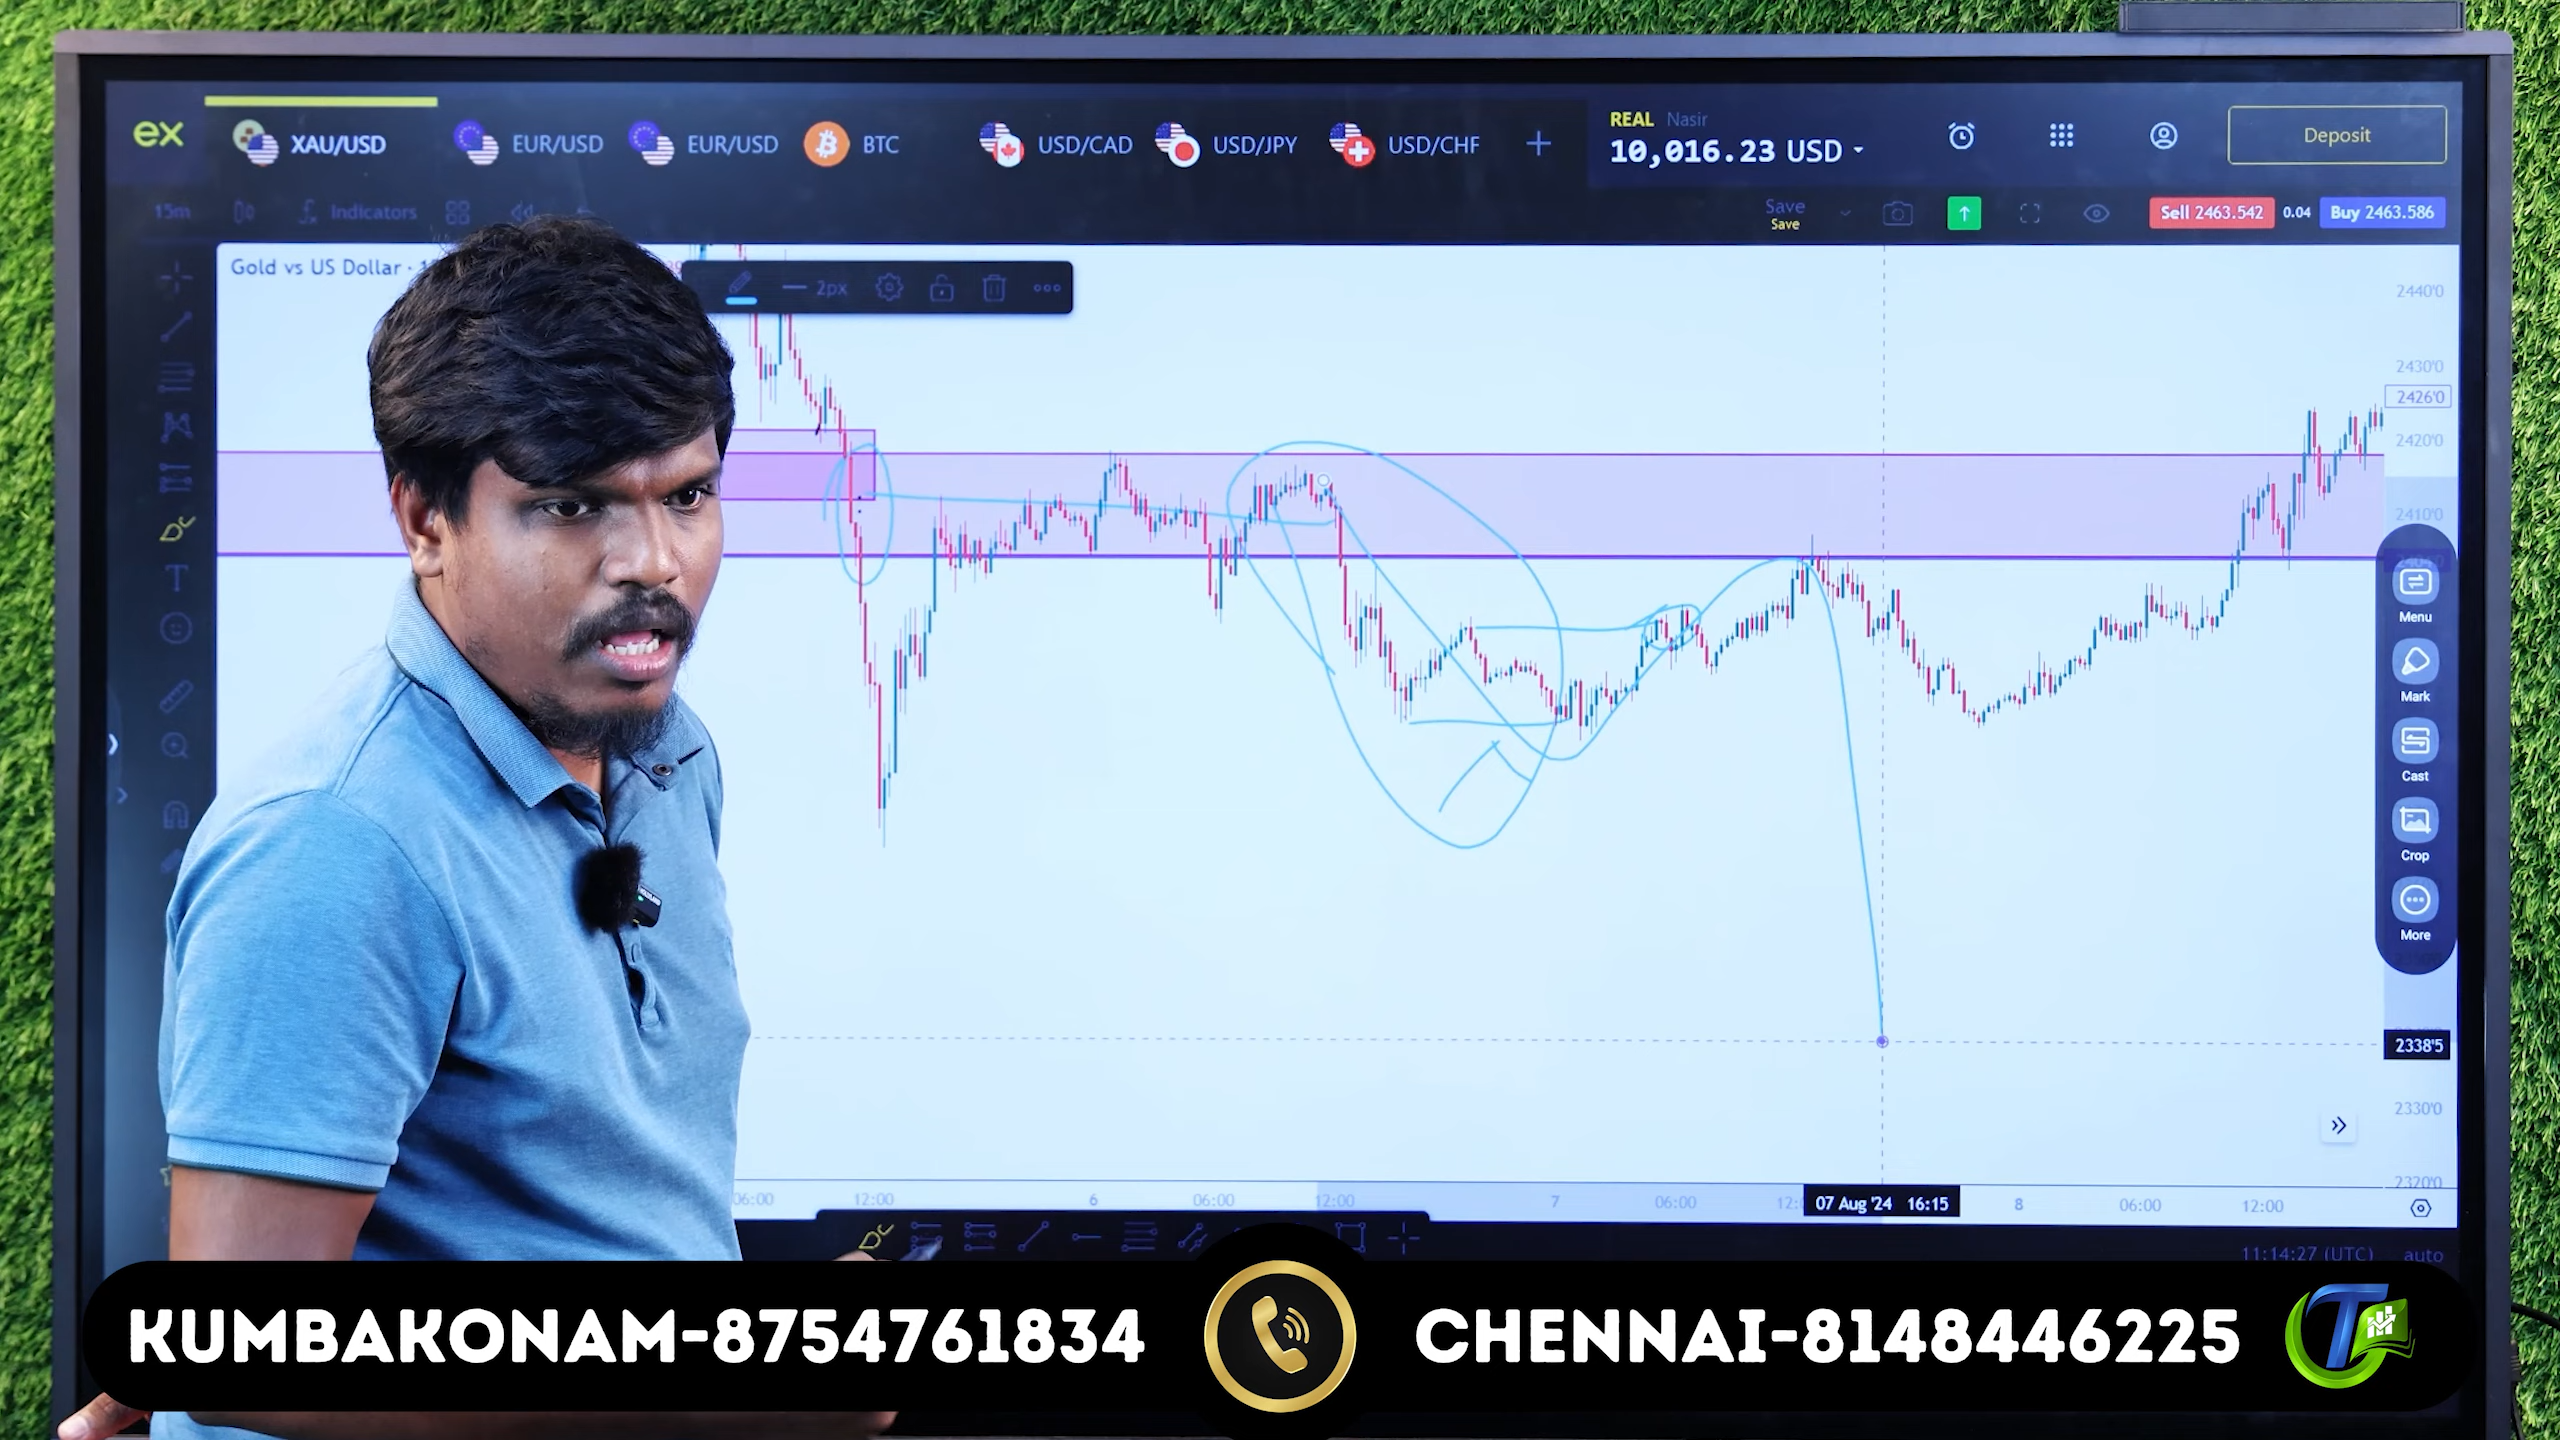 ex
XAU/USD
EUR/USD
EUR/USD
BTC
USD/CAD
USD/JPY
USD/CHF
REAL Nasir
10,016.23 USD
Deposit
15m
Indicators
Save
Save
Sell 2463.542
0.04
Buy 2463.586
Gold vs US Dollar
2px
2440'0
2430'0
2426'0
2420'0
2410'0
Menu
Mark
Cast
Crop
More
2338'5
2330'0
2320'0
06:00
12:00
6
06:00
12:00
7
06:00
07 Aug '24 16:15
8
06:00
12:00
11:14:27 (UTC)
auto
KUMBAKONAM-8754761834
CHENNAI-8148446225